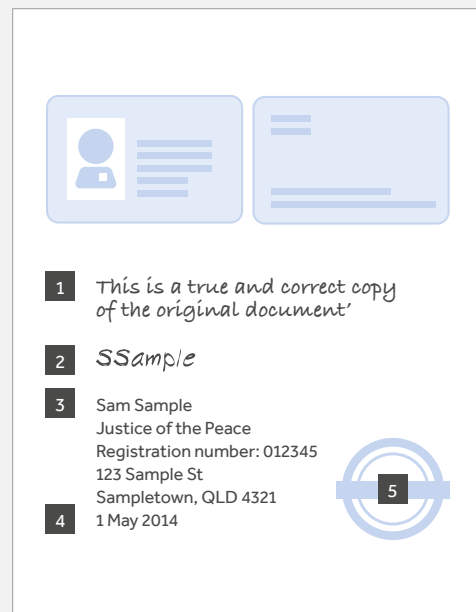 1 This is a true and correct copy
of the original document’
2 SSample
3 Sam Sample
Justice of the Peace
Registration number: 012345
123 Sample St
Sampletown, QLD 4321
4 1 May 2014
5